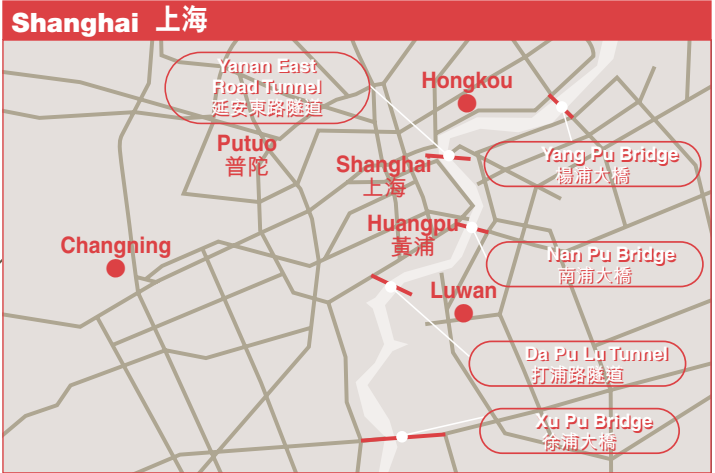 Shanghai 上海
Yanan East
Road Tunnel
延安東路隧道
Hongkou
Putuo
普陀
Shanghai
上海
Yang Pu Bridge
楊浦大橋
Huangpu
黃浦
Changning
Nan Pu Bridge
南浦大橋
Luwan
Da Pu Lu Tunnel
打浦路隧道
Xu Pu Bridge
徐浦大橋